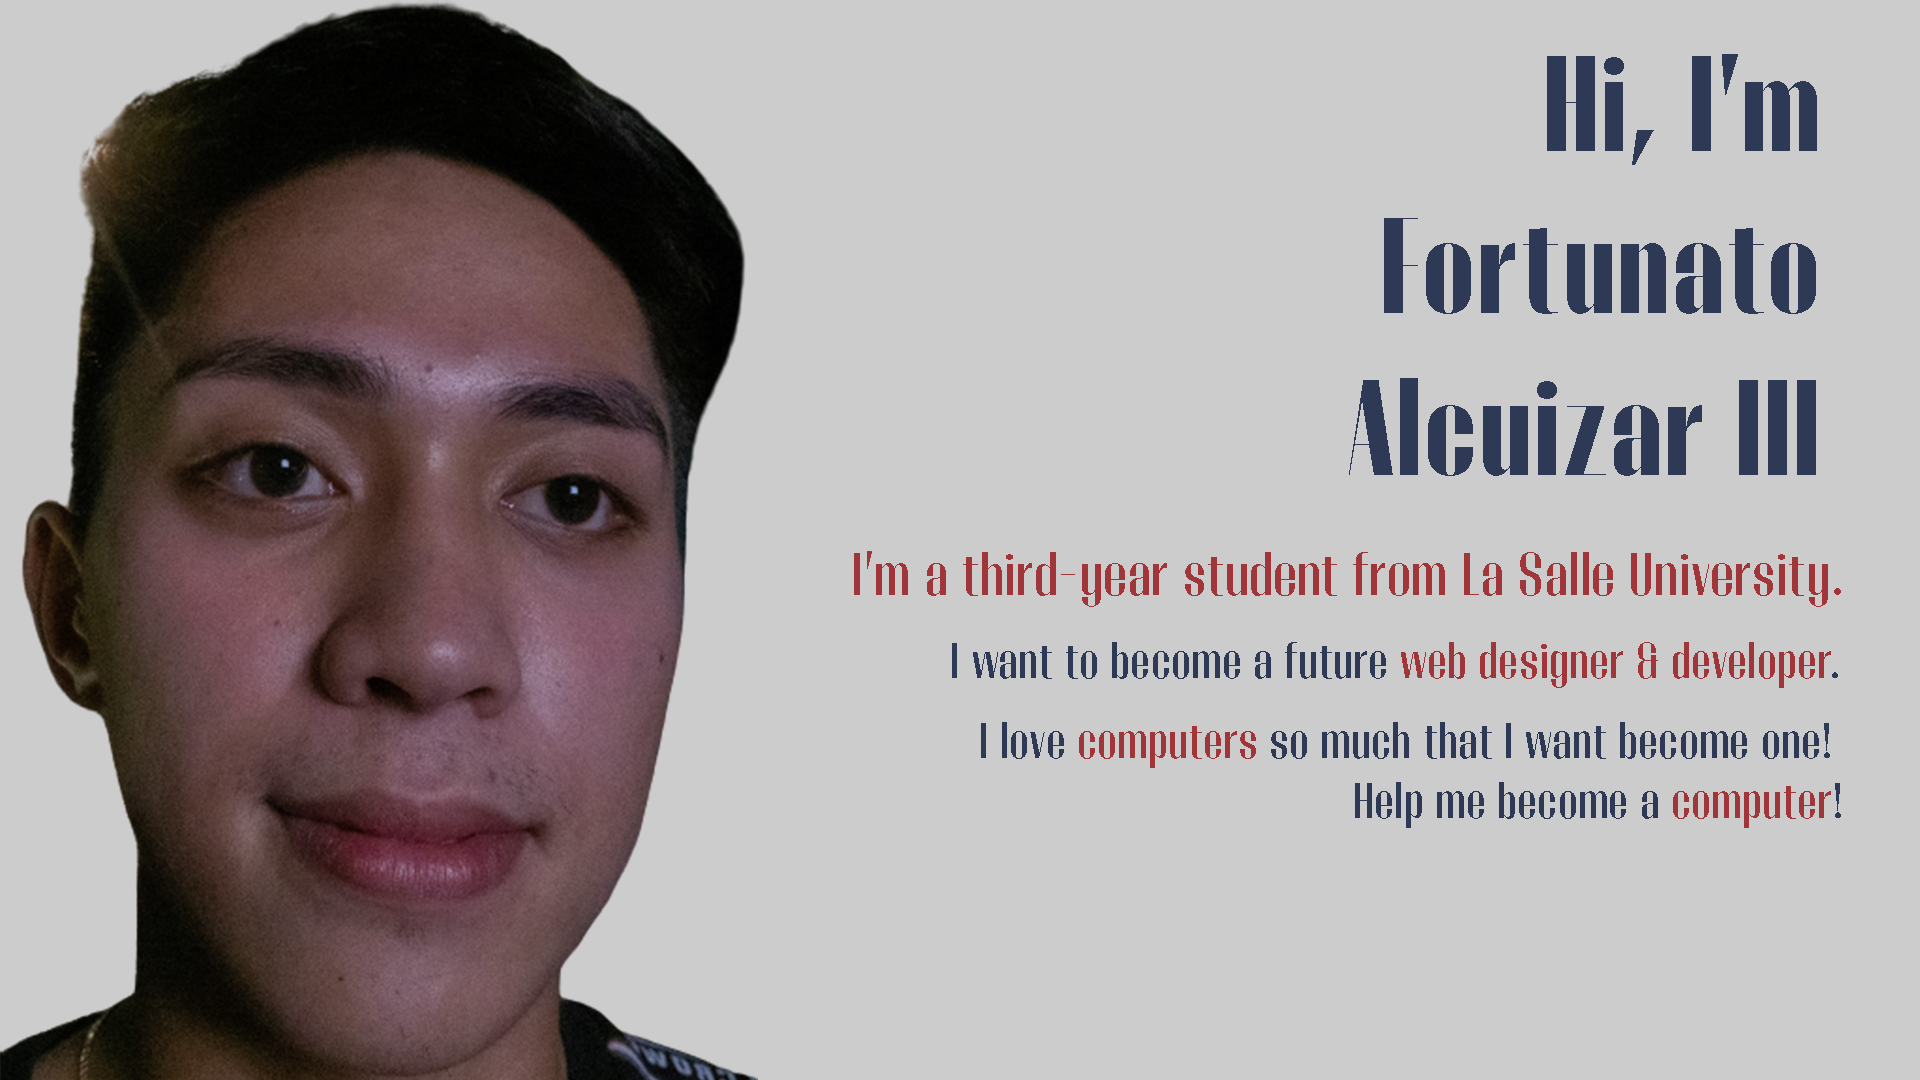 Hi, I'm
Fortunato
Alcuizar III
I'm a third-year student from La Salle University.
I want to become a future web designer & developer.
I love computers so much that I want become one!
Help me become a computer!